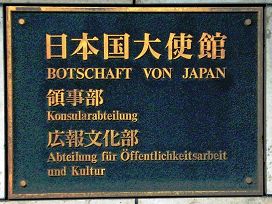 日本国大使館
BOTSCHAFT VON JAPAN
領事部
Konsularabteilung
広報文化部
Abteilung für Öffentlichkeitsarbeit
und Kultur